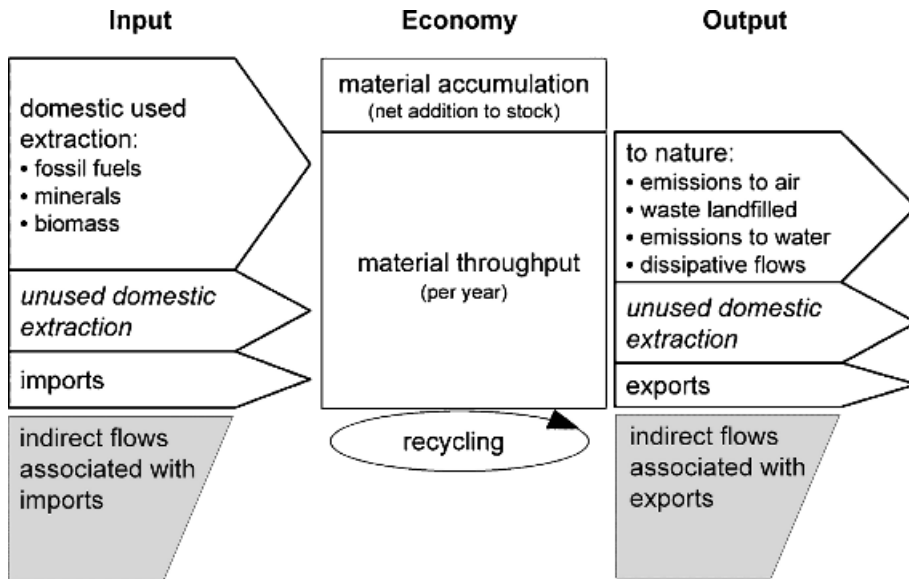 Input
Economy
Output
domestic used
extraction:
• fossil fuels
• minerals
• biomass
unused domestic
extraction
imports
indirect flows
associated with
imports
material accumulation
(net addition to stock)
material throughput
(per year)
recycling
to nature:
• emissions to air
• waste landfilled
• emissions to water
• dissipative flows
unused domestic
extraction
exports
indirect flows
associated with
exports